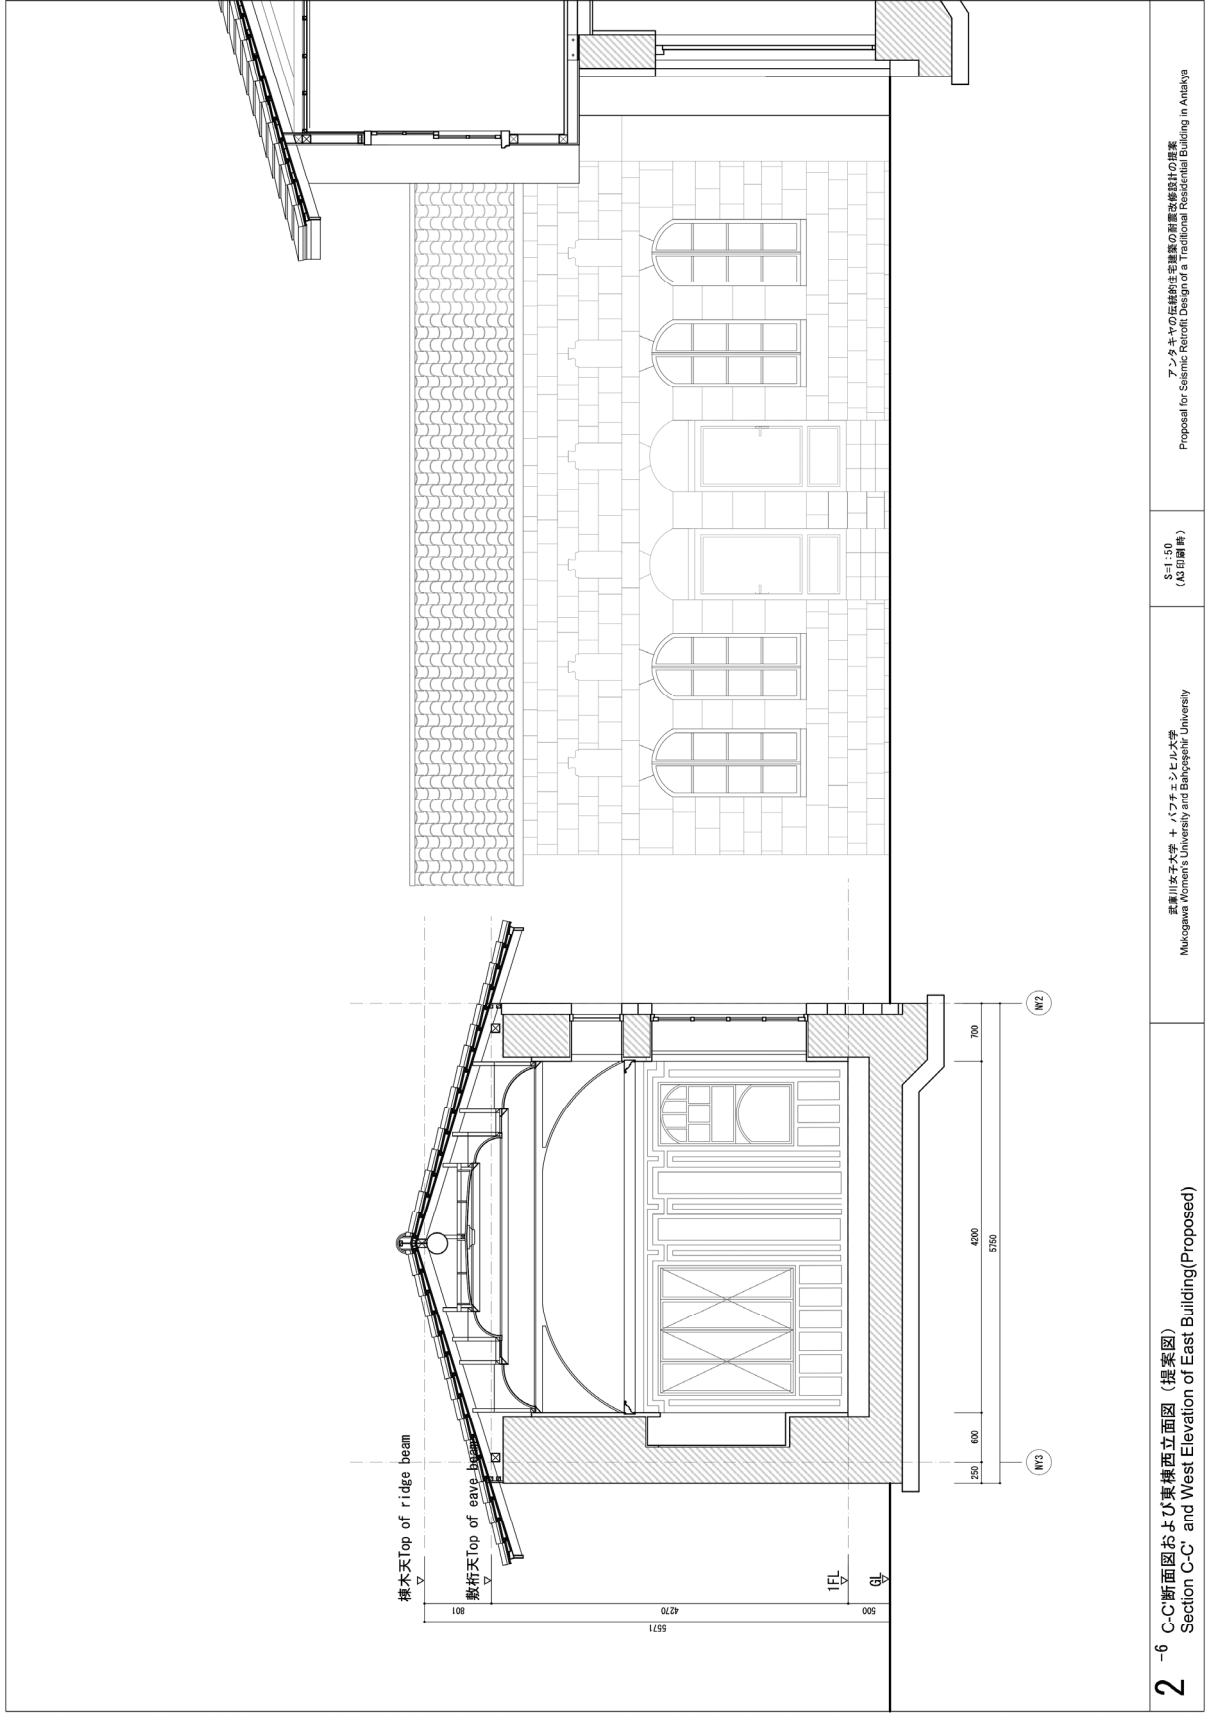 棟木天Top of ridge beam
敷桁天Top of eave beam
1FL
GL
801
4270
500
5571
NY3
NY2
250
600
4200
700
5750
2 -6
C-C'断面図および東棟西立面図（提案図）
Section C-C' and West Elevation of East Building(Proposed)
武庫川女子大学 + バフチェシヒル大学
Mukogawa Women's University and Bahçeşehir University
S=1:50
(A3印刷時)
アンタキヤの伝統的住宅建築の耐震改修設計の提案
Proposal for Seismic Retrofit Design of a Traditional Residential Building in Antakya